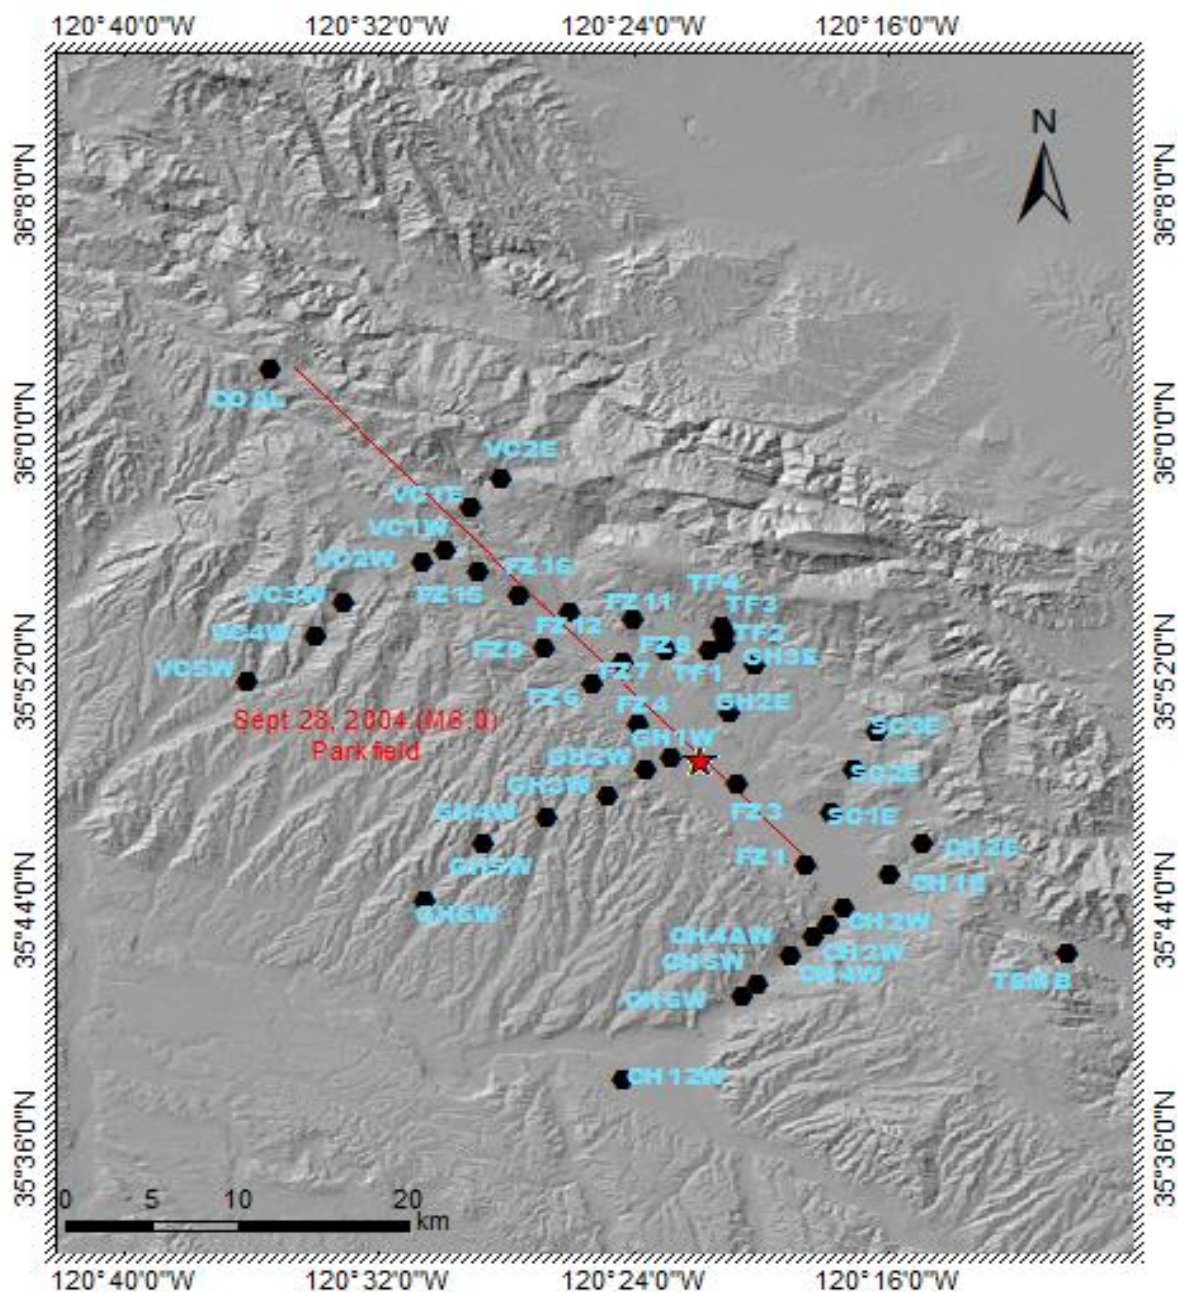 120°40'0"W 120°32'0"W 120°24'0"W 120°16'0"W
N
36°8'0"N 36°8'0"N
36°0'0"N 36°0'0"N
COAL
VC2E
VC1E
VC1W
VC2W
FZ16
FZ15
TF4
VC3W
FZ11
TF3
VC4W
FZ12
TF2
FZ9
FZ8
GH3E
VC5W
FZ7
TF1
35°52'0"N 35°52'0"N
FZ6
FZ4
GH2E
Sept 28, 2004 (M6.0)
Parkfield
SC3E
GH1W
GH2W
SC2E
GH3W
GH4W
FZ3
SC1E
GH5W
FZ1
CH2E
CH1E
GH6W
CH2W
35°44'0"N 35°44'0"N
CH4AW
CH3W
CH5W
CH4W
TEMB
CH6W
CH12W
35°36'0"N 35°36'0"N
0 5 10 20
km
120°40'0"W 120°32'0"W 120°24'0"W 120°16'0"W